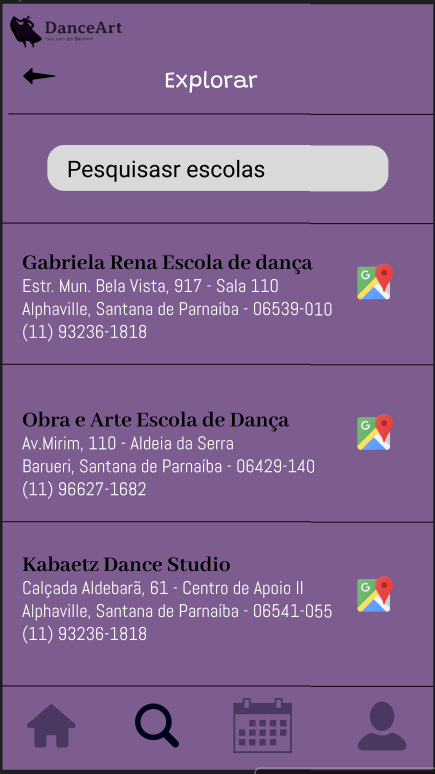 DanceArt
You can go Beyond
Explorar
Pesquisasr escolas
Gabriela Rena Escola de dança
Estr. Mun. Bela Vista, 917 - Sala 110
Alphaville, Santana de Parnaíba - 06539-010
(11) 93236-1818
Obra e Arte Escola de Dança
Av.Mirim, 110 - Aldeia da Serra
Barueri, Santana de Parnaíba - 06429-140
(11) 96627-1682
Kabaetz Dance Studio
Calçada Aldebarã, 61 - Centro de Apoio II
Alphaville, Santana de Parnaíba - 06541-055
(11) 93236-1818